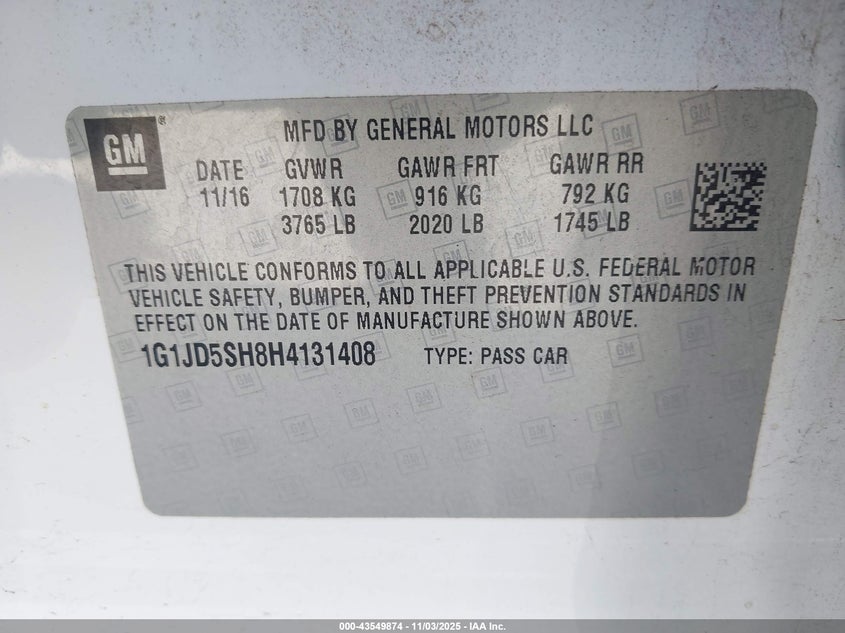 GM ®
MFD BY GENERAL MOTORS LLC
DATE GVWR GAWR FRT GAWR RR
11/16 1708 KG 916 KG 792 KG
3765 LB 2020 LB 1745 LB
THIS VEHICLE CONFORMS TO ALL APPLICABLE U.S. FEDERAL MOTOR
VEHICLE SAFETY, BUMPER, AND THEFT PREVENTION STANDARDS IN
EFFECT ON THE DATE OF MANUFACTURE SHOWN ABOVE.
1G1JD5SH8H4131408 TYPE: PASS CAR
000-43549874 - 11/03/2025 - IAA Inc.